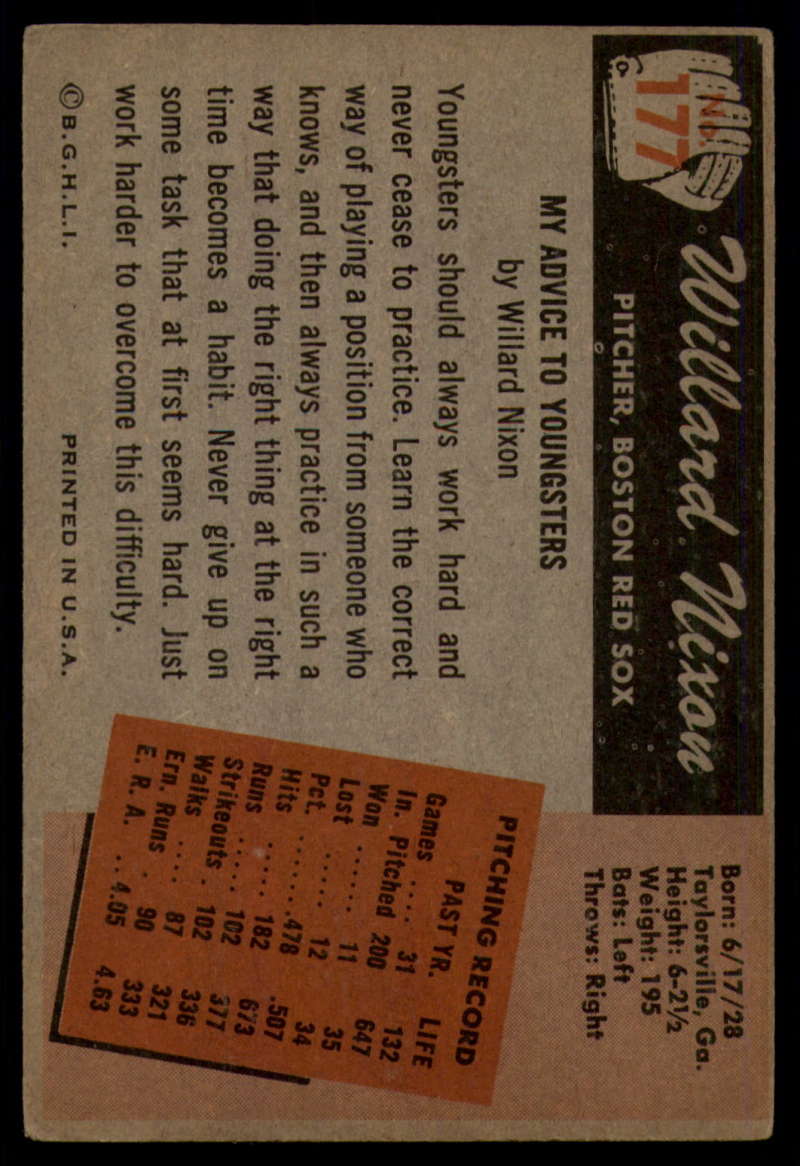 No.
177
Willard Nixon
PITCHER, BOSTON RED SOX
Born: 6/17/28
Taylorsville, Ga.
Height: 6-2½
Weight: 195
Bats: Left
Throws: Right
MY ADVICE TO YOUNGSTERS
by Willard Nixon
Youngsters should always work hard and
never cease to practice. Learn the correct
way of playing a position from someone who
knows, and then always practice in such a
way that doing the right thing at the right
time becomes a habit. Never give up on
some task that at first seems hard. Just
work harder to overcome this difficulty.
© B.G.H.L.I. PRINTED IN U.S.A.
PITCHING RECORD
PAST YR. LIFE
Games .... 31 132
In. Pitched 200 647
Won ...... 11 35
Lost ..... 12 34
Pct. .......478 .507
Hits ..... 182 673
Runs ..... 102 377
Strikeouts . 102 336
Walks .... 87 321
Ern. Runs . 90 333
E. R. A. .. 4.05 4.63